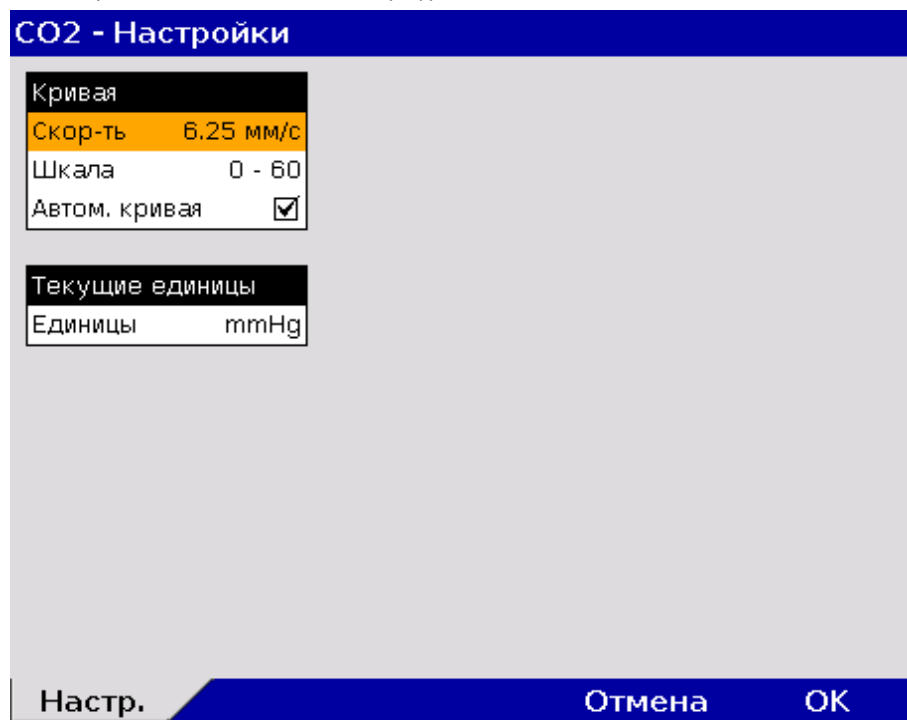 CO2 - Настройки
Кривая
Скор-ть 6.25 мм/с
Шкала 0 - 60
Автом. кривая
Текущие единицы
Единицы mmHg
Настр. Отмена OK